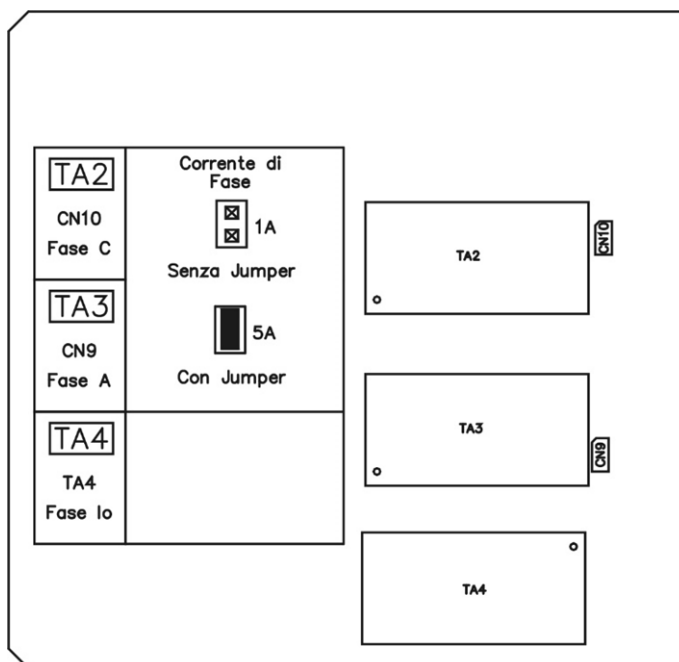 TA2
CN10
Fase C
TA3
CN9
Fase A
TA4
TA4
Fase Io
Corrente di
Fase
1A
Senza Jumper
5A
Con Jumper
TA2
CN10
TA3
CN9
TA4